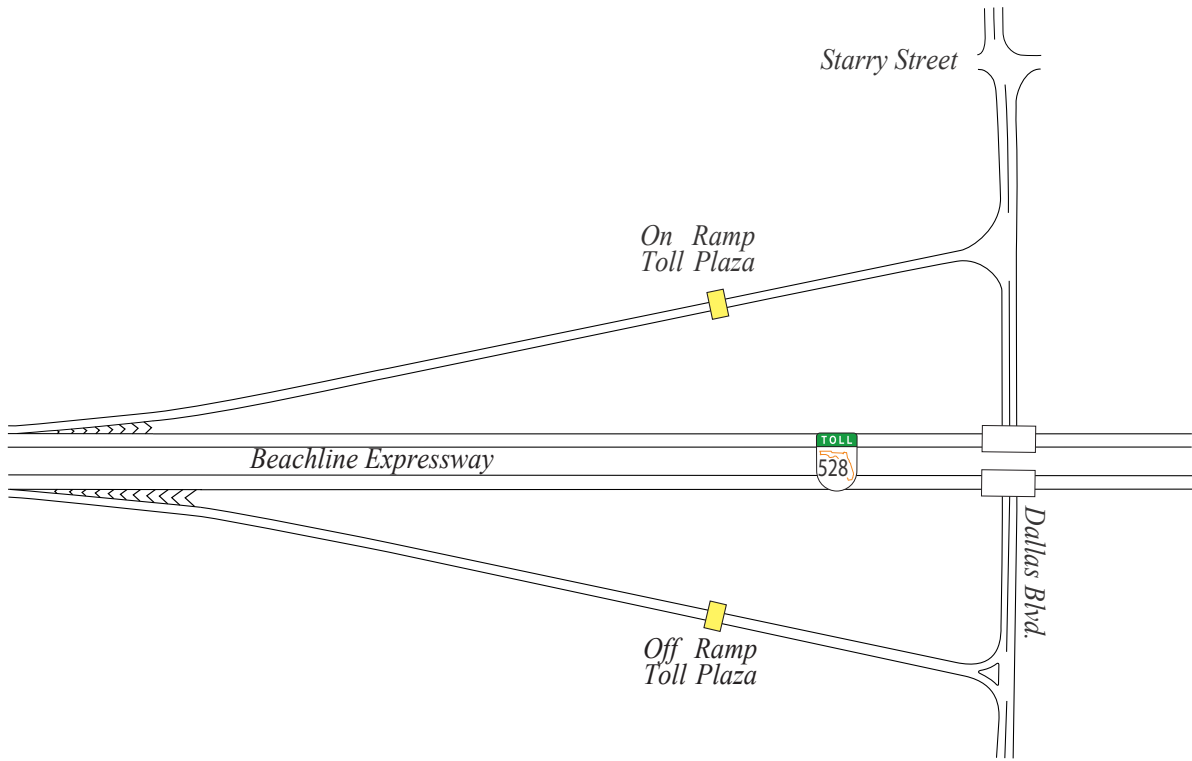 Starry Street
On Ramp
Toll Plaza
TOLL
528
Beachline Expressway
Dallas Blvd.
Off Ramp
Toll Plaza